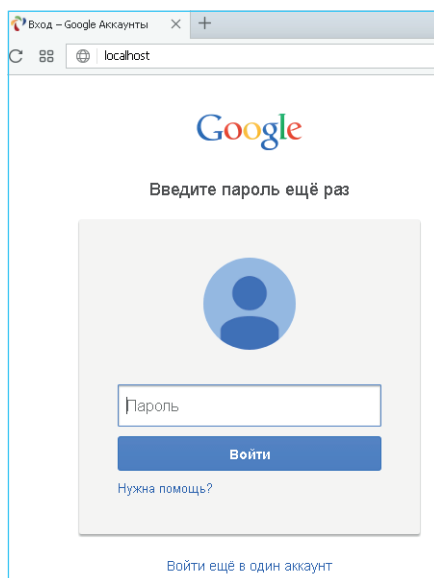 Вход – Google Аккаунты
localhost
Google
Введите пароль ещё раз
Пароль
Войти
Нужна помощь?
Войти ещё в один аккаунт